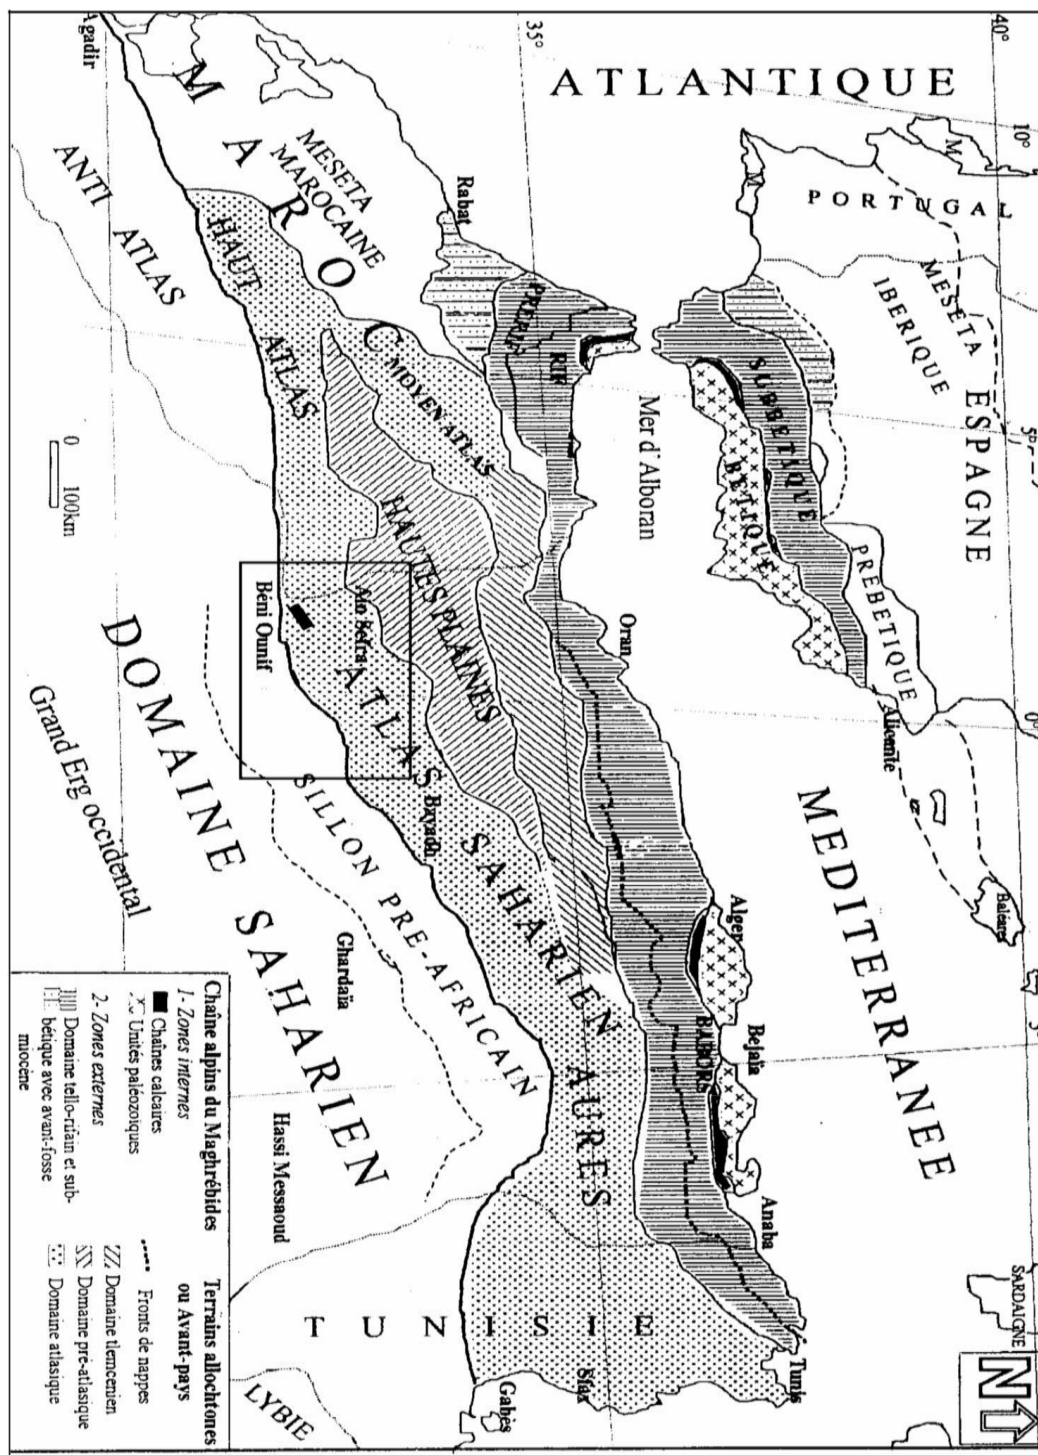 40°
35°
10°
5°
0°
ATLANTIQUE
M
M
PORTUGAL
MESETA
IBERIQUE
ESPAGNE
SUBBETIQUE
BETIQUE
PREBETIQUE
Alicante
Baléares
SARDAIGNE
N
MEDITERRANEE
Mer d'Alboran
Agadir
MAROC
MESETA
MAROCAINE
Rabat
PRERIF
RIF
ANTI
ATLAS
HAUT
ATLAS
MOYEN ATLAS
HAUTES PLAINES
Oran
Alger
Bejaïa
BABORS
Anaba
Tunis
Ain Sefra
Béni Ounif
ATLAS SAHARIEN
AURES
Bayadh
0 100km
DOMAINE SAHARIEN
SILLON PRE-AFRICAIN
Grand Erg occidental
Ghardaïa
Hassi Messaoud
TUNISIE
Sfax
Gabès
LYBIE
Chaîne alpins du Maghrébides
1- Zones internes
Chaînes calcaires
Unités paleozoiques
2- Zones externes
Domaine tello-rifain et sub-
bétique avec avant-fosse
miocène
Terrains allochtones
ou Avant-pays
Fronts de nappes
Domaine tlemcenien
Domaine pré-atlasique
Domaine atlasique